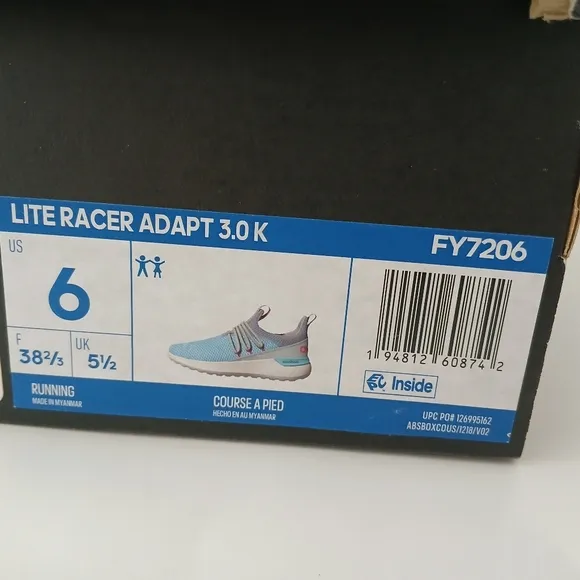 LITE RACER ADAPT 3.0 K
FY7206
US
6
F
38⅔
UK
5½
1 94812 60874 2
Inside
RUNNING
MADE IN MYANMAR
COURSE A PIED
HECHO EN AU MYANMAR
UPC PO# 126995162
ABSBOXCOUS/1218/V02